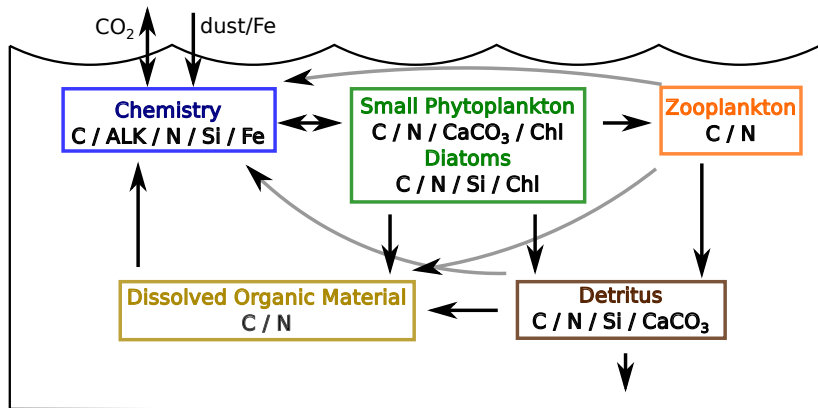 CO₂
dust/Fe
Chemistry
C / ALK / N / Si / Fe
Small Phytoplankton
C / N / CaCO₃ / Chl
Diatoms
C / N / Si / Chl
Zooplankton
C / N
Dissolved Organic Material
C / N
Detritus
C / N / Si / CaCO₃